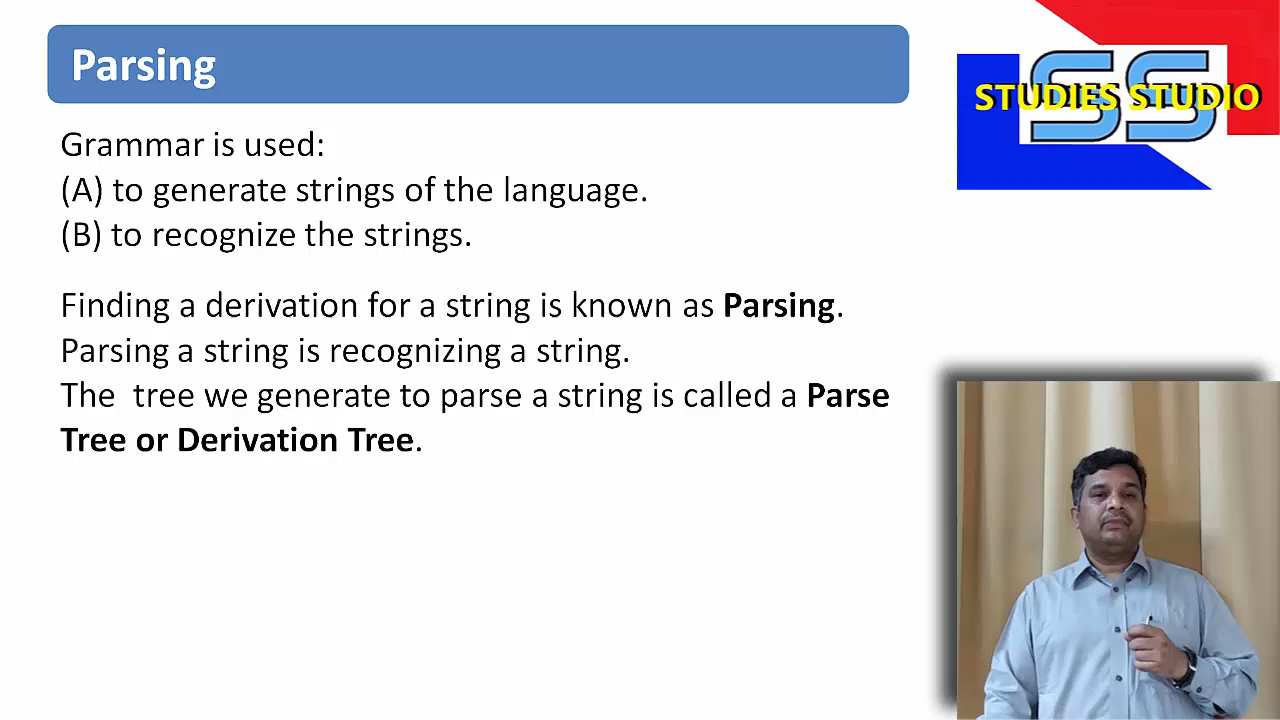 Parsing
SS
STUDIES STUDIO
Grammar is used:
(A) to generate strings of the language.
(B) to recognize the strings.
Finding a derivation for a string is known as Parsing.
Parsing a string is recognizing a string.
The  tree we generate to parse a string is called a Parse
Tree or Derivation Tree.